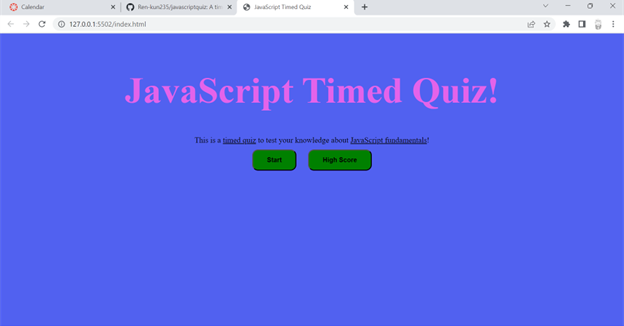 Calendar
Ren-kun235/javascriptquiz: A tim
JavaScript Timed Quiz
127.0.0.1:5502/index.html
JavaScript Timed Quiz!
This is a timed quiz to test your knowledge about JavaScript fundamentals!
Start
High Score